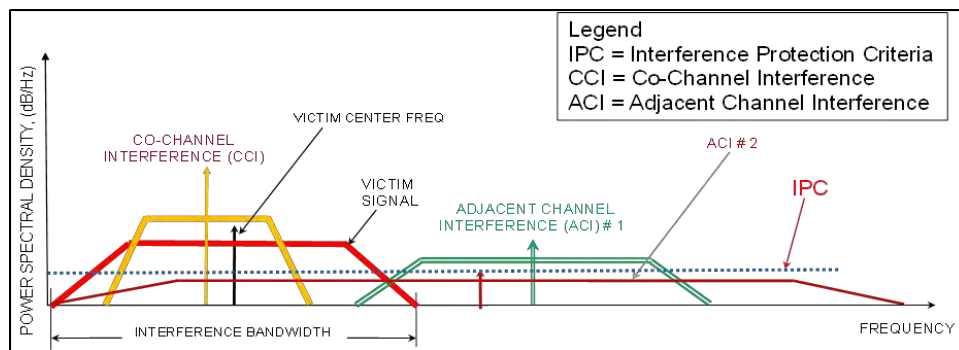 Legend
IPC = Interference Protection Criteria
CCI = Co-Channel Interference
ACI = Adjacent Channel Interference
POWER SPECTRAL DENSITY, (dB/Hz)
VICTIM CENTER FREQ
CO-CHANNEL
INTERFERENCE (CCI)
ACI # 2
VICTIM
SIGNAL
IPC
ADJACENT CHANNEL
INTERFERENCE (ACI) # 1
INTERFERENCE BANDWIDTH
FREQUENCY